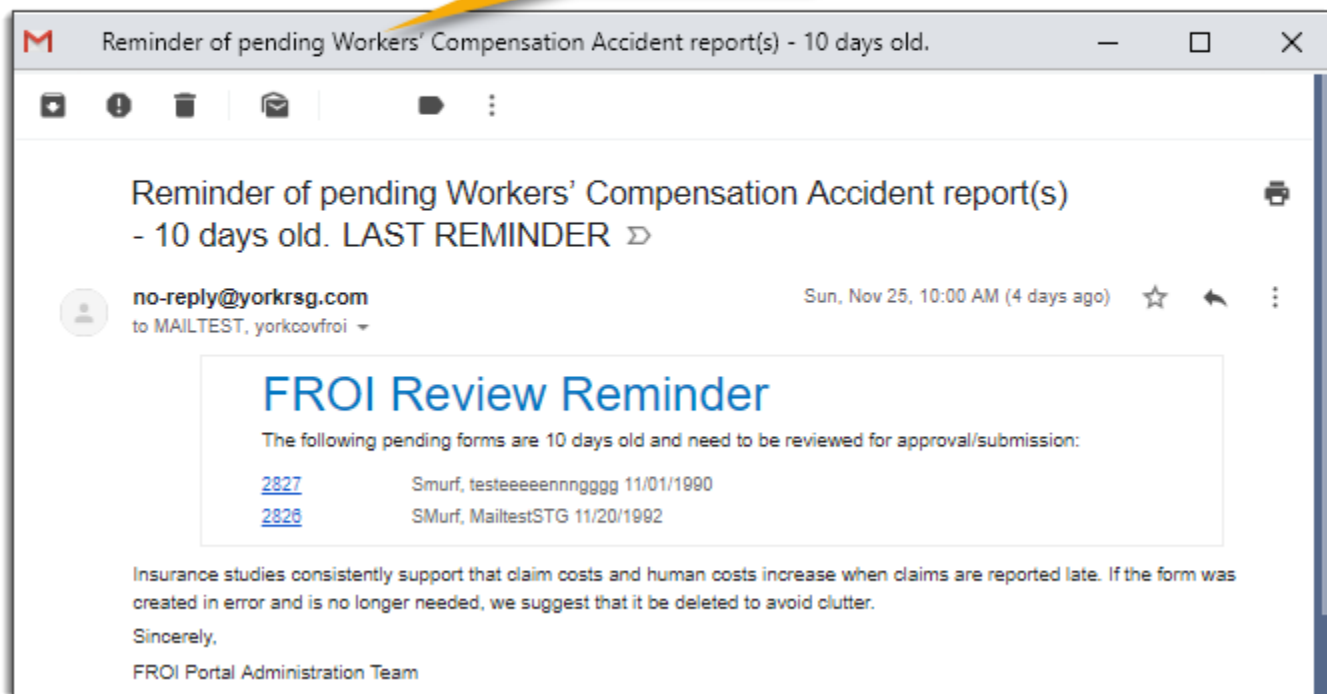 Reminder of pending Workers' Compensation Accident report(s) - 10 days old.
Reminder of pending Workers' Compensation Accident report(s)
- 10 days old. LAST REMINDER
no-reply@yorkrsg.com
Sun, Nov 25, 10:00 AM (4 days ago)
to MAILTEST, yorkcovfroi
FROI Review Reminder
The following pending forms are 10 days old and need to be reviewed for approval/submission:
2827 Smurf, testeeeeennngggg 11/01/1990
2826 SMurf, MailtestSTG 11/20/1992
Insurance studies consistently support that claim costs and human costs increase when claims are reported late. If the form was
created in error and is no longer needed, we suggest that it be deleted to avoid clutter.
Sincerely,
FROI Portal Administration Team